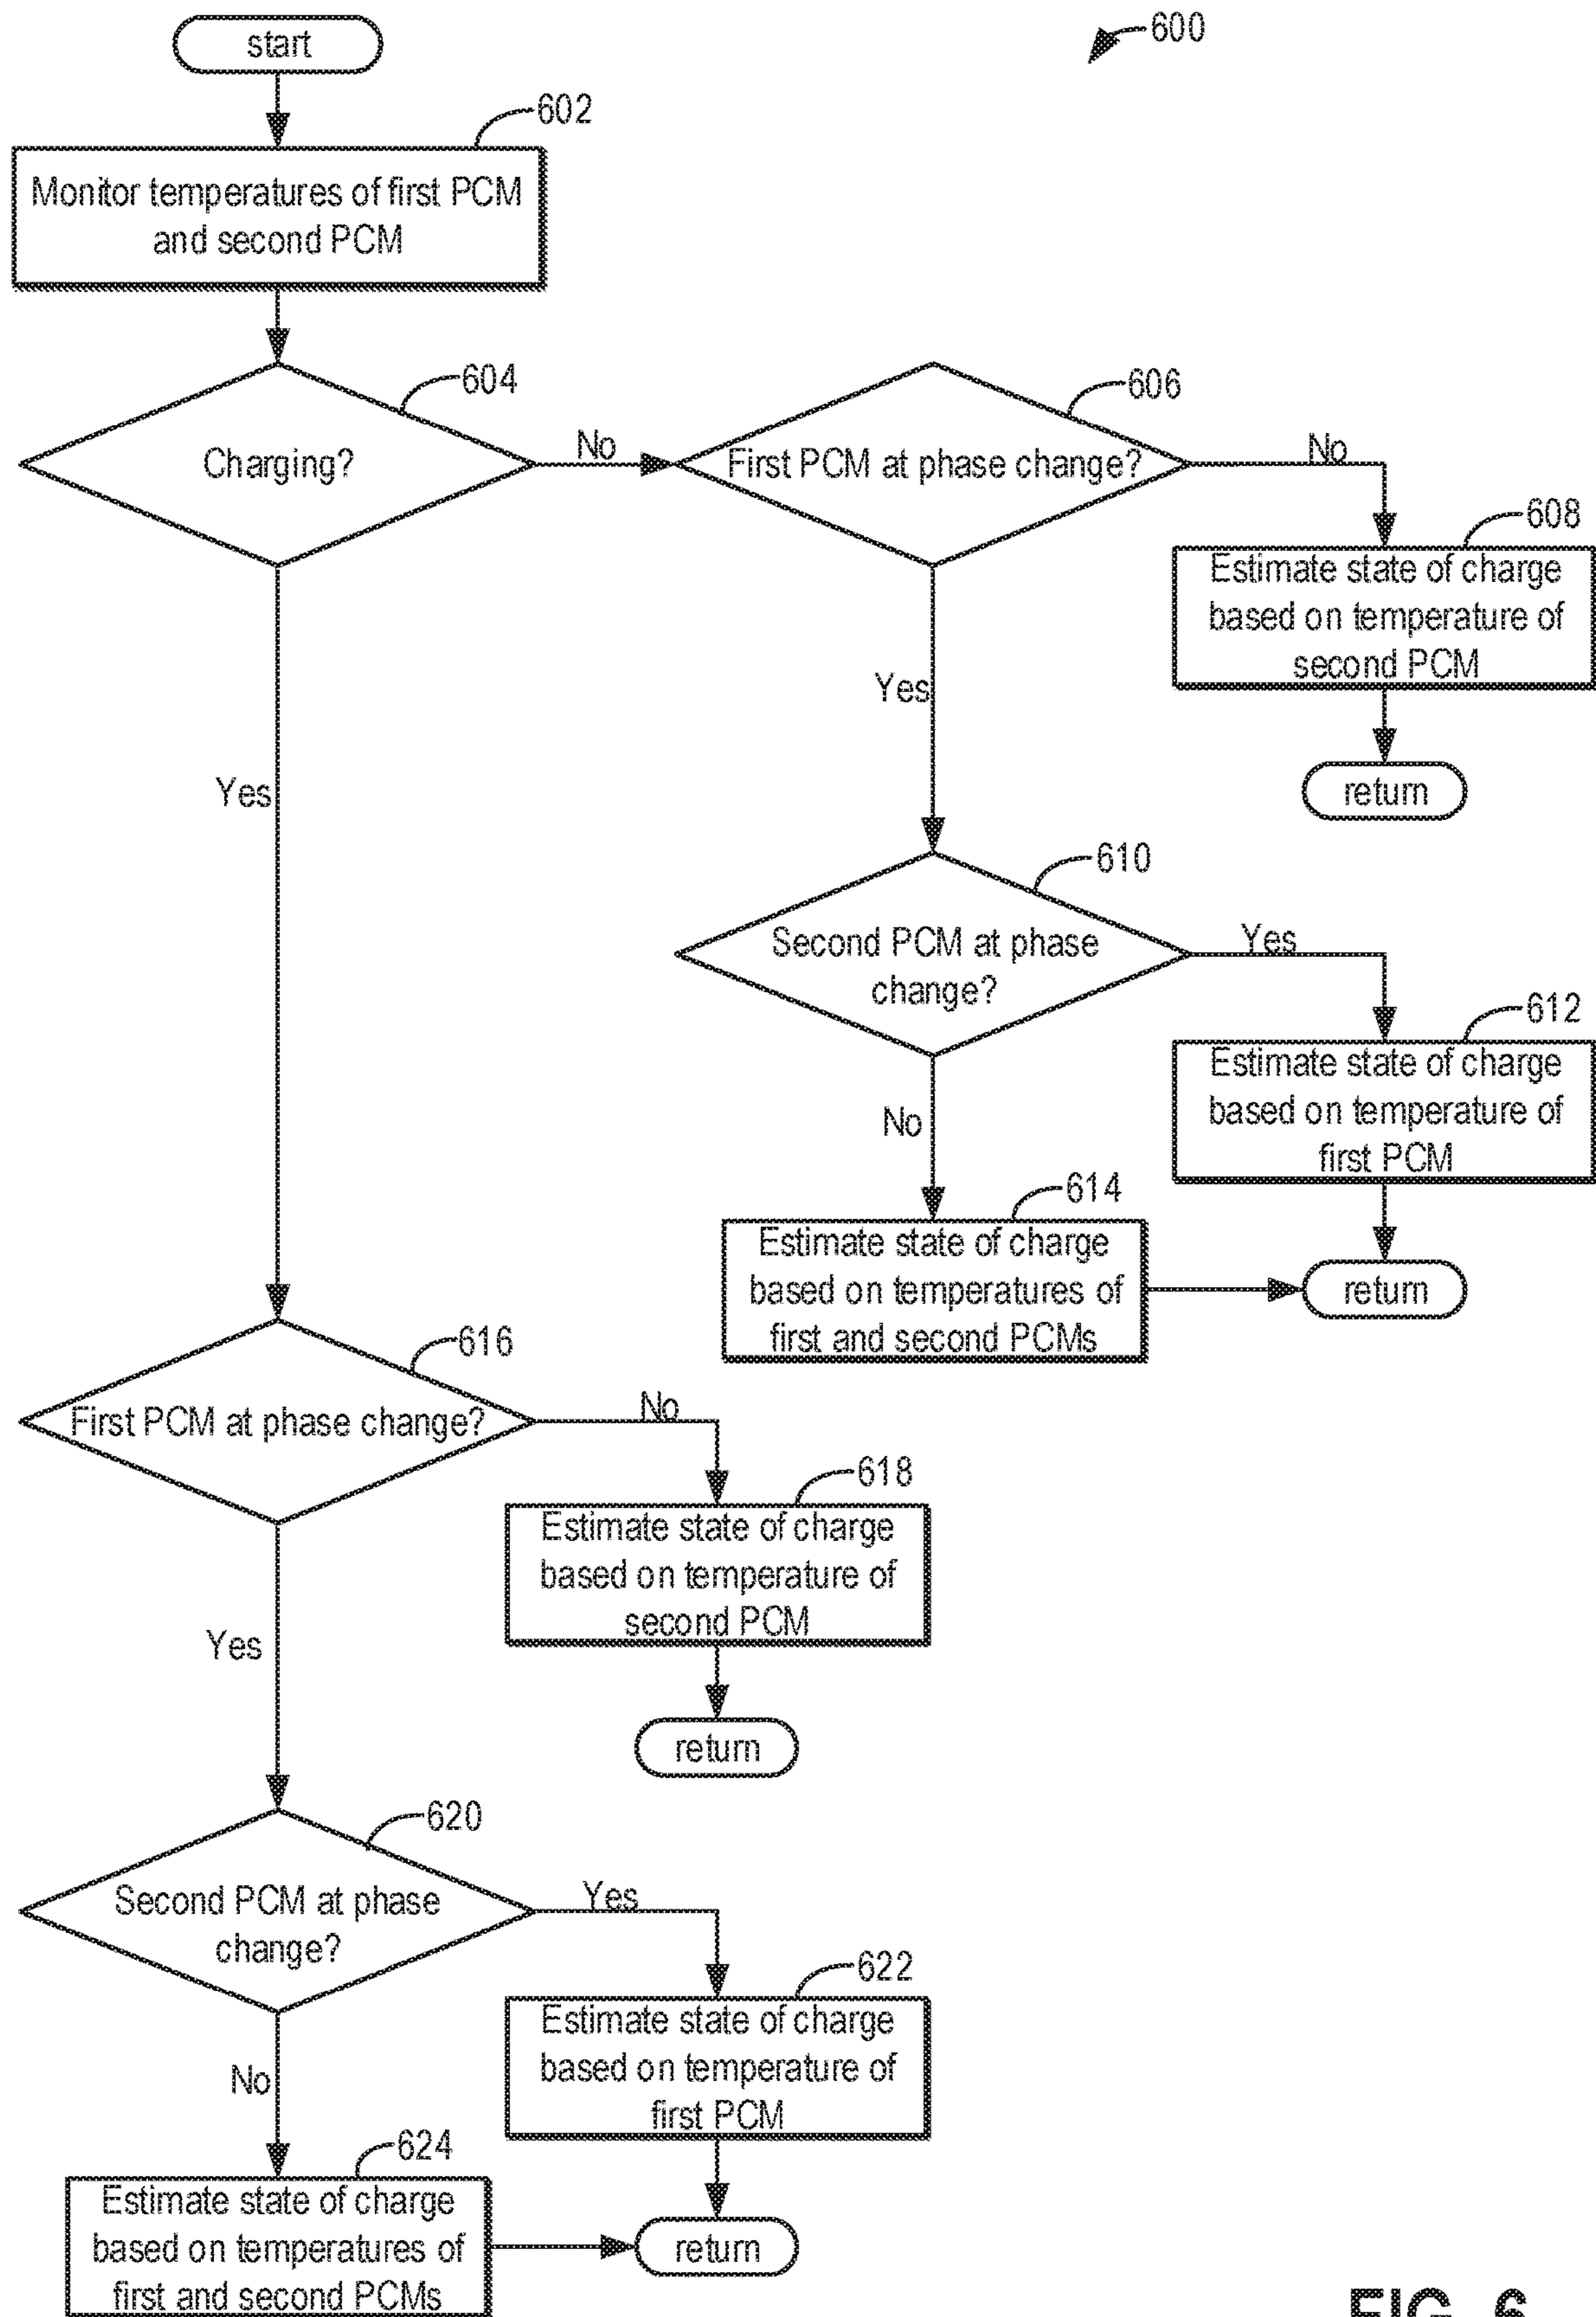 start
600
602
Monitor temperatures of first PCM
and second PCM
604
Charging?
No
606
First PCM at phase change?
No
608
Estimate state of charge
based on temperature of
second PCM
return
Yes
Yes
610
Second PCM at phase
change?
Yes
612
Estimate state of charge
based on temperature of
first PCM
No
614
Estimate state of charge
based on temperatures of
first and second PCMs
return
616
First PCM at phase change?
No
618
Estimate state of charge
based on temperature of
second PCM
return
Yes
620
Second PCM at phase
change?
Yes
622
Estimate state of charge
based on temperature of
first PCM
No
624
Estimate state of charge
based on temperatures of
first and second PCMs
return
FIG. 6